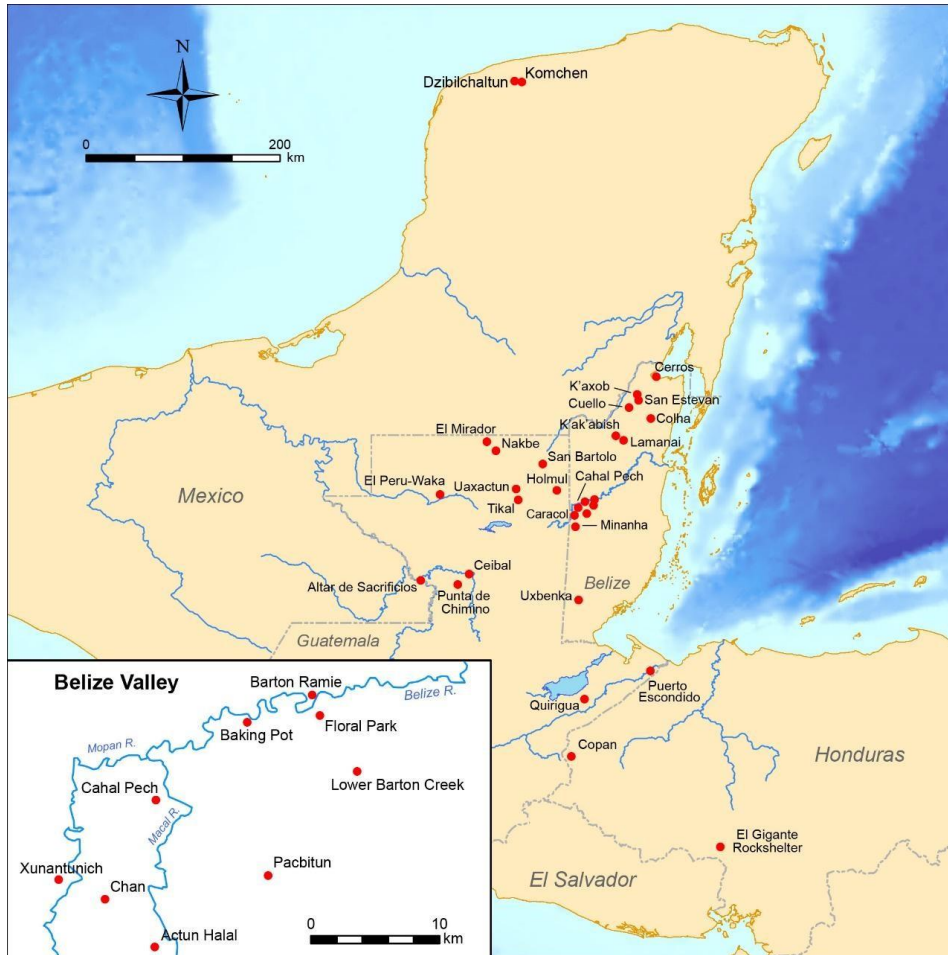 N
0 200
km
Dzibilchaltun
Komchen
Cerros
K'axob
San Estevan
Cuello
Colha
K'ak'abish
Lamanai
El Mirador
Nakbe
San Bartolo
Cahal Pech
Holmul
Uaxactun
El Peru-Waka
Tikal
Caracol
Minanha
Mexico
Ceibal
Altar de Sacrificios
Punta de
Chimino
Uxbenka
Belize
Guatemala
Puerto
Escondido
Quirigua
Copan
Honduras
El Gigante
Rockshelter
El Salvador
Belize Valley
Barton Ramie
Belize R.
Floral Park
Baking Pot
Mopan R.
Lower Barton Creek
Cahal Pech
Macal R.
Xunantunich
Pacbitun
Chan
Actun Halal
0 10
km